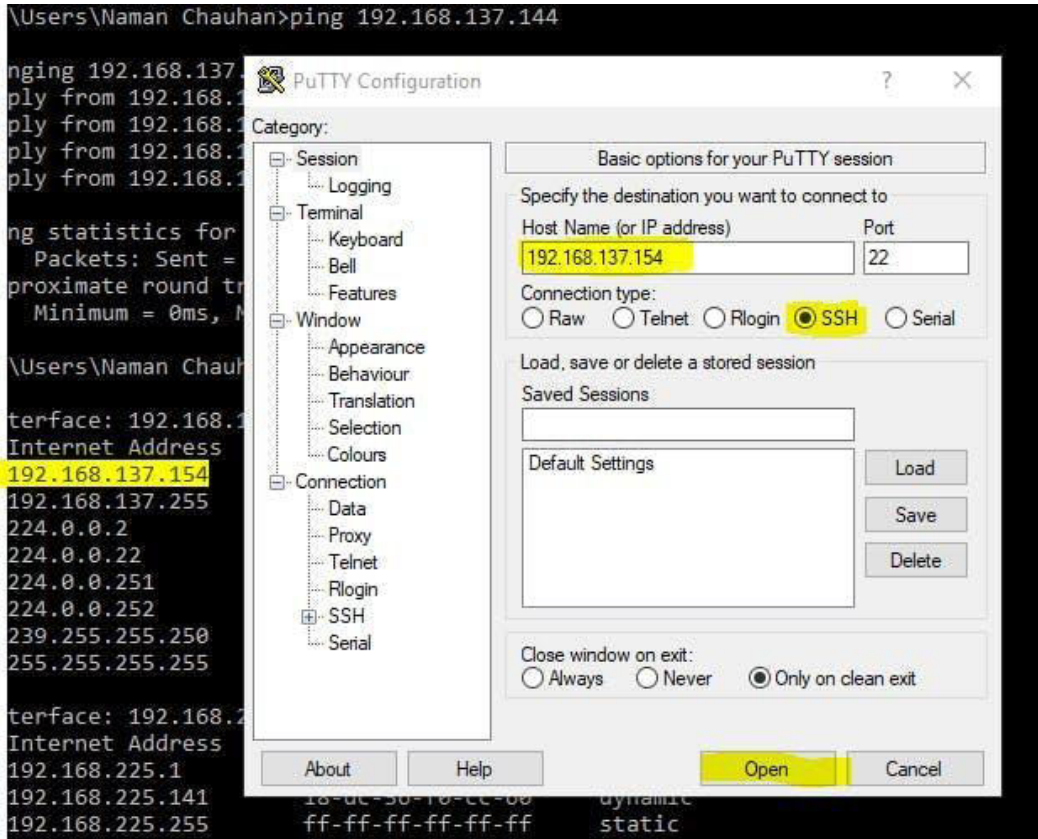 \Users\Naman Chauhan>ping 192.168.137.144
nging 192.168.137.
ply from 192.168.1
ply from 192.168.1
ply from 192.168.1
ply from 192.168.1
ng statistics for
Packets: Sent =
proximate round tr
Minimum = 0ms, M
\Users\Naman Chauh
terface: 192.168.1
Internet Address
192.168.137.154
192.168.137.255
224.0.0.2
224.0.0.22
224.0.0.251
224.0.0.252
239.255.255.250
255.255.255.255
terface: 192.168.2
Internet Address
192.168.225.1
192.168.225.141 dynamic
192.168.225.255 ff-ff-ff-ff-ff-ff static
PuTTY Configuration ? ×
Category:
Session
Logging
Terminal
Keyboard
Bell
Features
Window
Appearance
Behaviour
Translation
Selection
Colours
Connection
Data
Proxy
Telnet
Rlogin
SSH
Serial
Basic options for your PuTTY session
Specify the destination you want to connect to
Host Name (or IP address) Port
192.168.137.154 22
Connection type:
Raw Telnet Rlogin SSH Serial
Load, save or delete a stored session
Saved Sessions
Default Settings
Load
Save
Delete
Close window on exit:
Always Never Only on clean exit
About Help Open Cancel